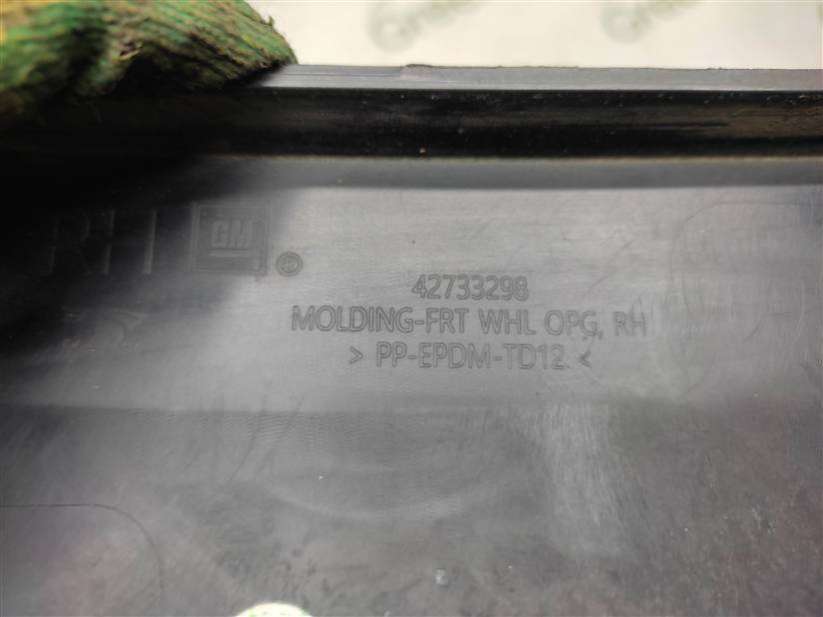 RH GM ®
42733298
MOLDING-FRT WHL OPG, RH
> PP-EPDM-TD12 <